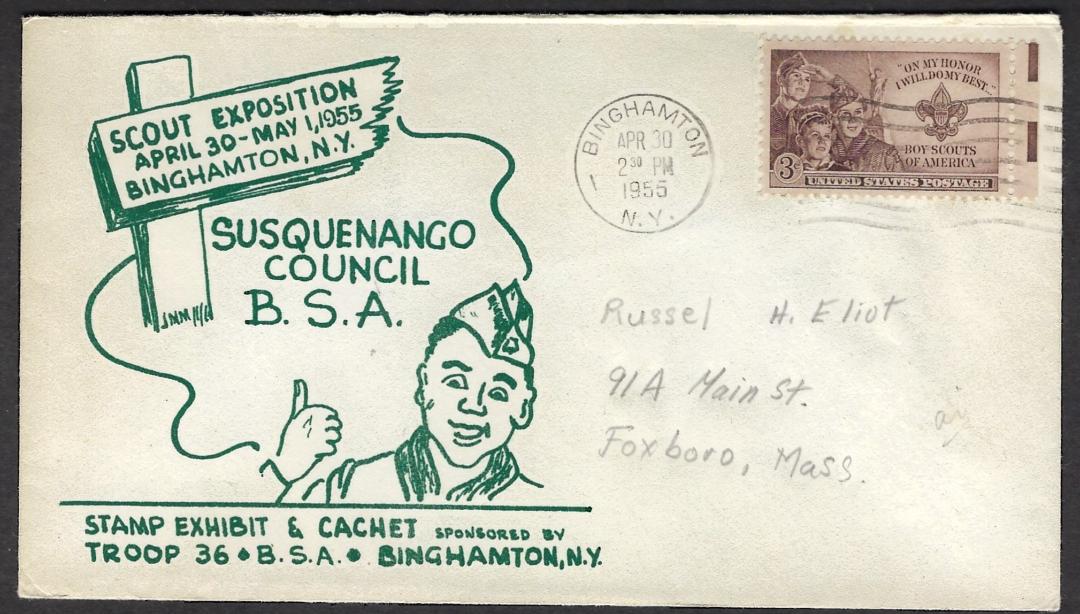 SCOUT EXPOSITION
APRIL 30-MAY 1, 1955
BINGHAMTON, N.Y.
SUSQUENANGO
COUNCIL
B. S. A.
STAMP EXHIBIT & CACHET SPONSORED BY
TROOP 36 • B.S.A. • BINGHAMTON, N.Y.
BINGHAMTON
APR 30
2 30 PM
1955
N.Y.
1
"ON MY HONOR
I WILL DO MY BEST..."
BOY SCOUTS
OF AMERICA
3¢
UNITED STATES POSTAGE
Russel H. Eliot
91A Main St.
Foxboro, Mass.